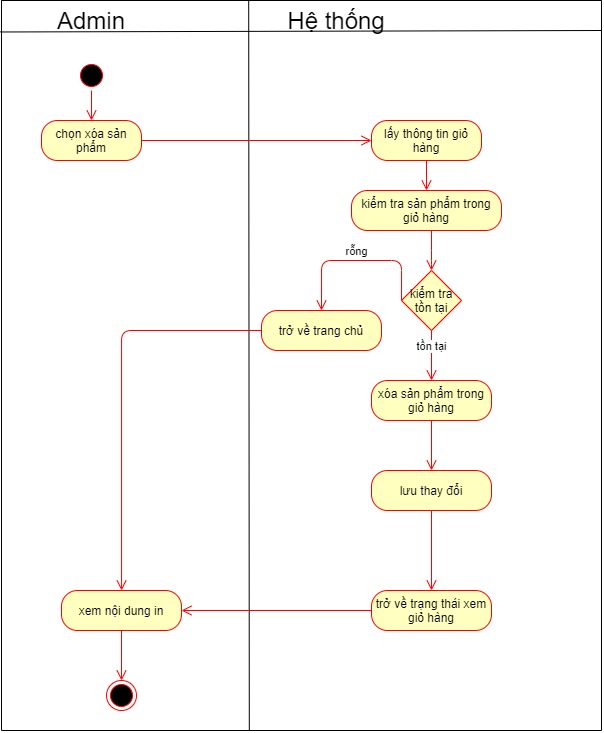 Admin
Hệ thống
chọn xóa sản
phẩm
lấy thông tin giỏ
hàng
kiểm tra sản phẩm trong
giỏ hàng
rỗng
kiểm tra
tồn tại
trở về trang chủ
tồn tại
xóa sản phẩm trong
giỏ hàng
lưu thay đổi
xem nội dung in
trở về trạng thái xem
giỏ hàng